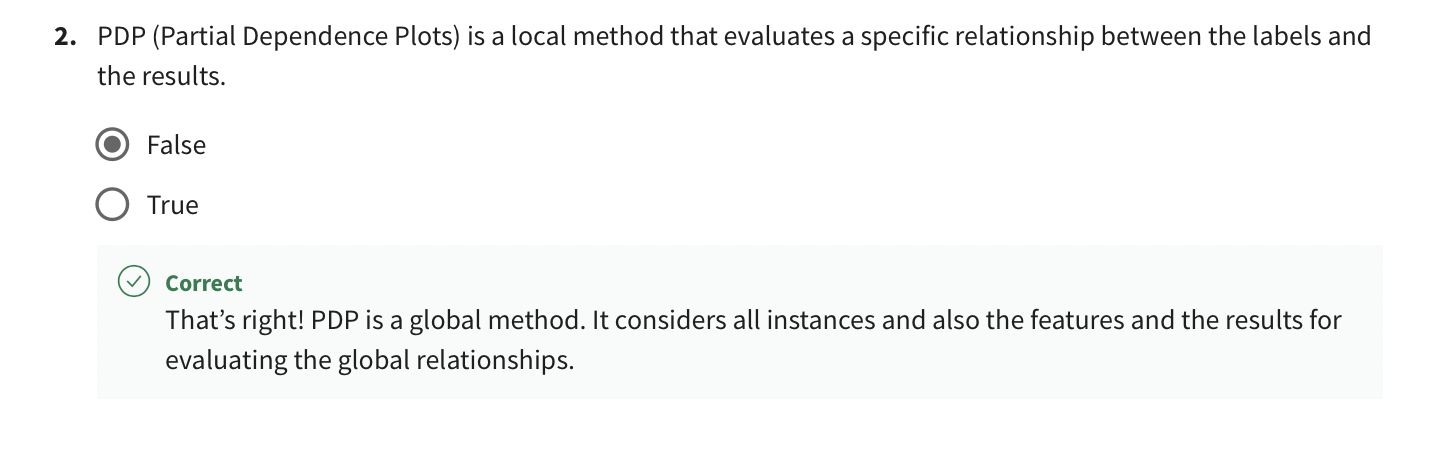 2. PDP (Partial Dependence Plots) is a local method that evaluates a specific relationship between the labels and
the results.
False
True
Correct
That’s right! PDP is a global method. It considers all instances and also the features and the results for
evaluating the global relationships.